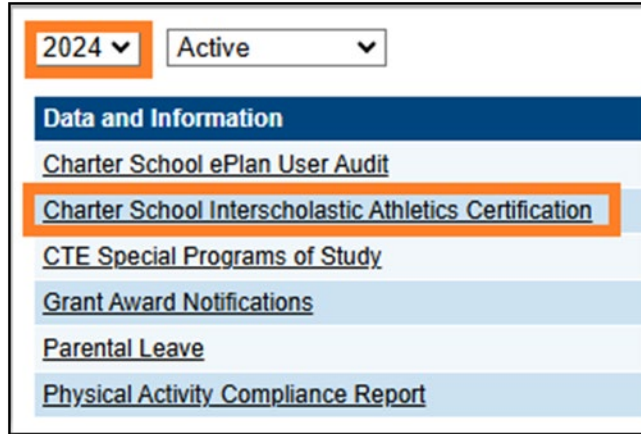 2024 Active
Data and Information
Charter School ePlan User Audit
Charter School Interscholastic Athletics Certification
CTE Special Programs of Study
Grant Award Notifications
Parental Leave
Physical Activity Compliance Report